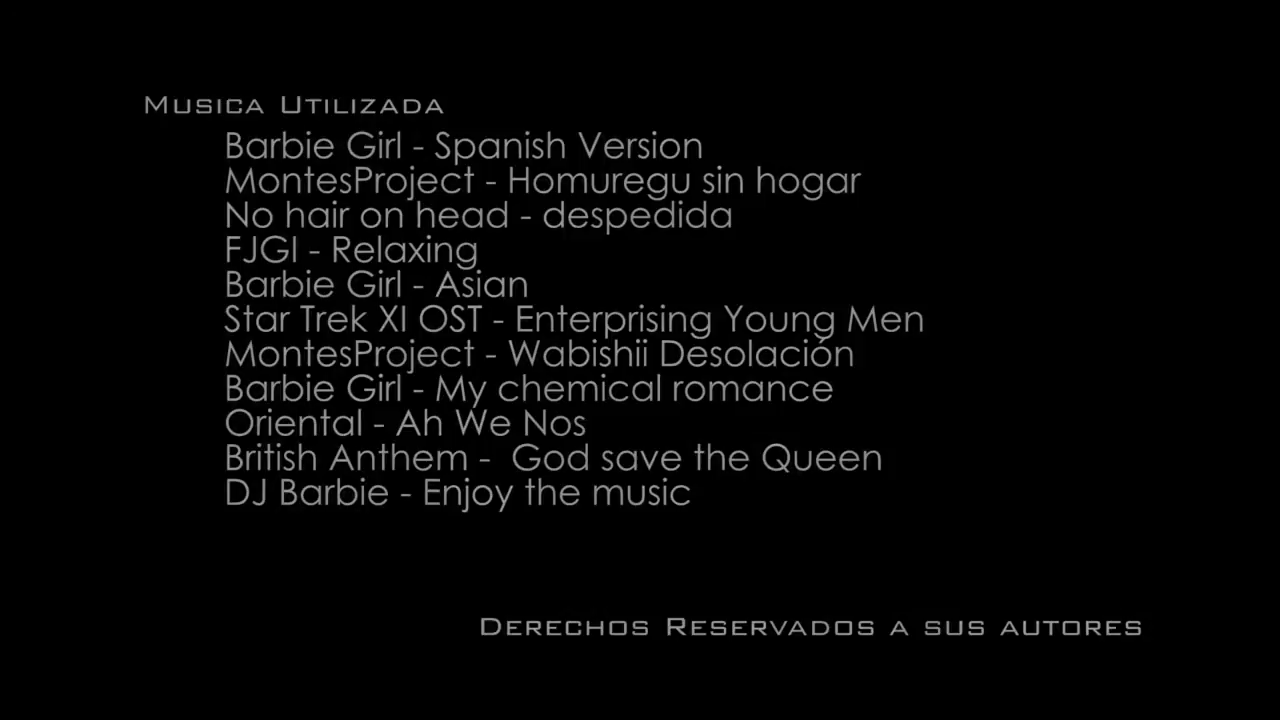 Musica Utilizada
Barbie Girl - Spanish Version
MontesProject - Homuregu sin hogar
No hair on head - despedida
FJGI - Relaxing
Barbie Girl - Asian
Star Trek XI OST - Enterprising Young Men
MontesProject - Wabishii Desolación
Barbie Girl - My chemical romance
Oriental - Ah We Nos
British Anthem -  God save the Queen
DJ Barbie - Enjoy the music
Derechos Reservados a sus autores